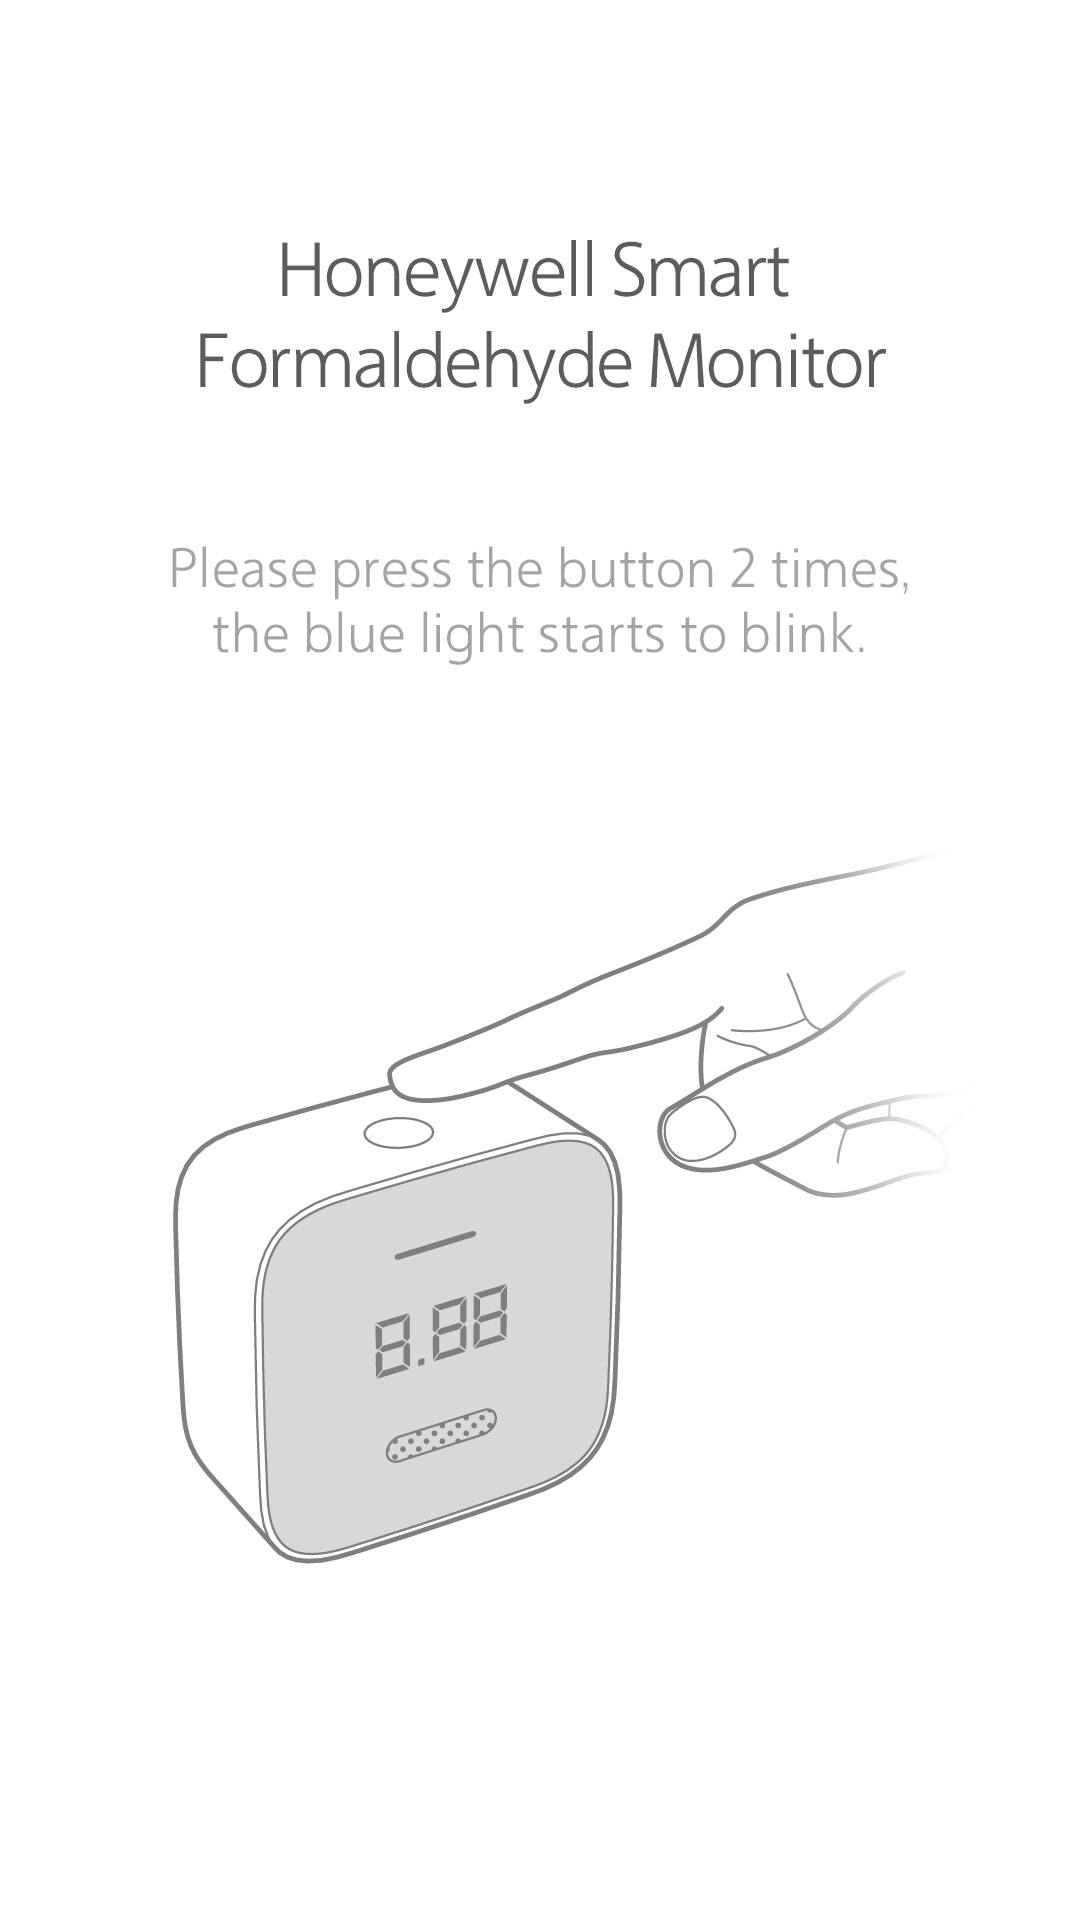 Honeywell Smart
Formaldehyde Monitor
Please press the button 2 times,
the blue light starts to blink.
8.88